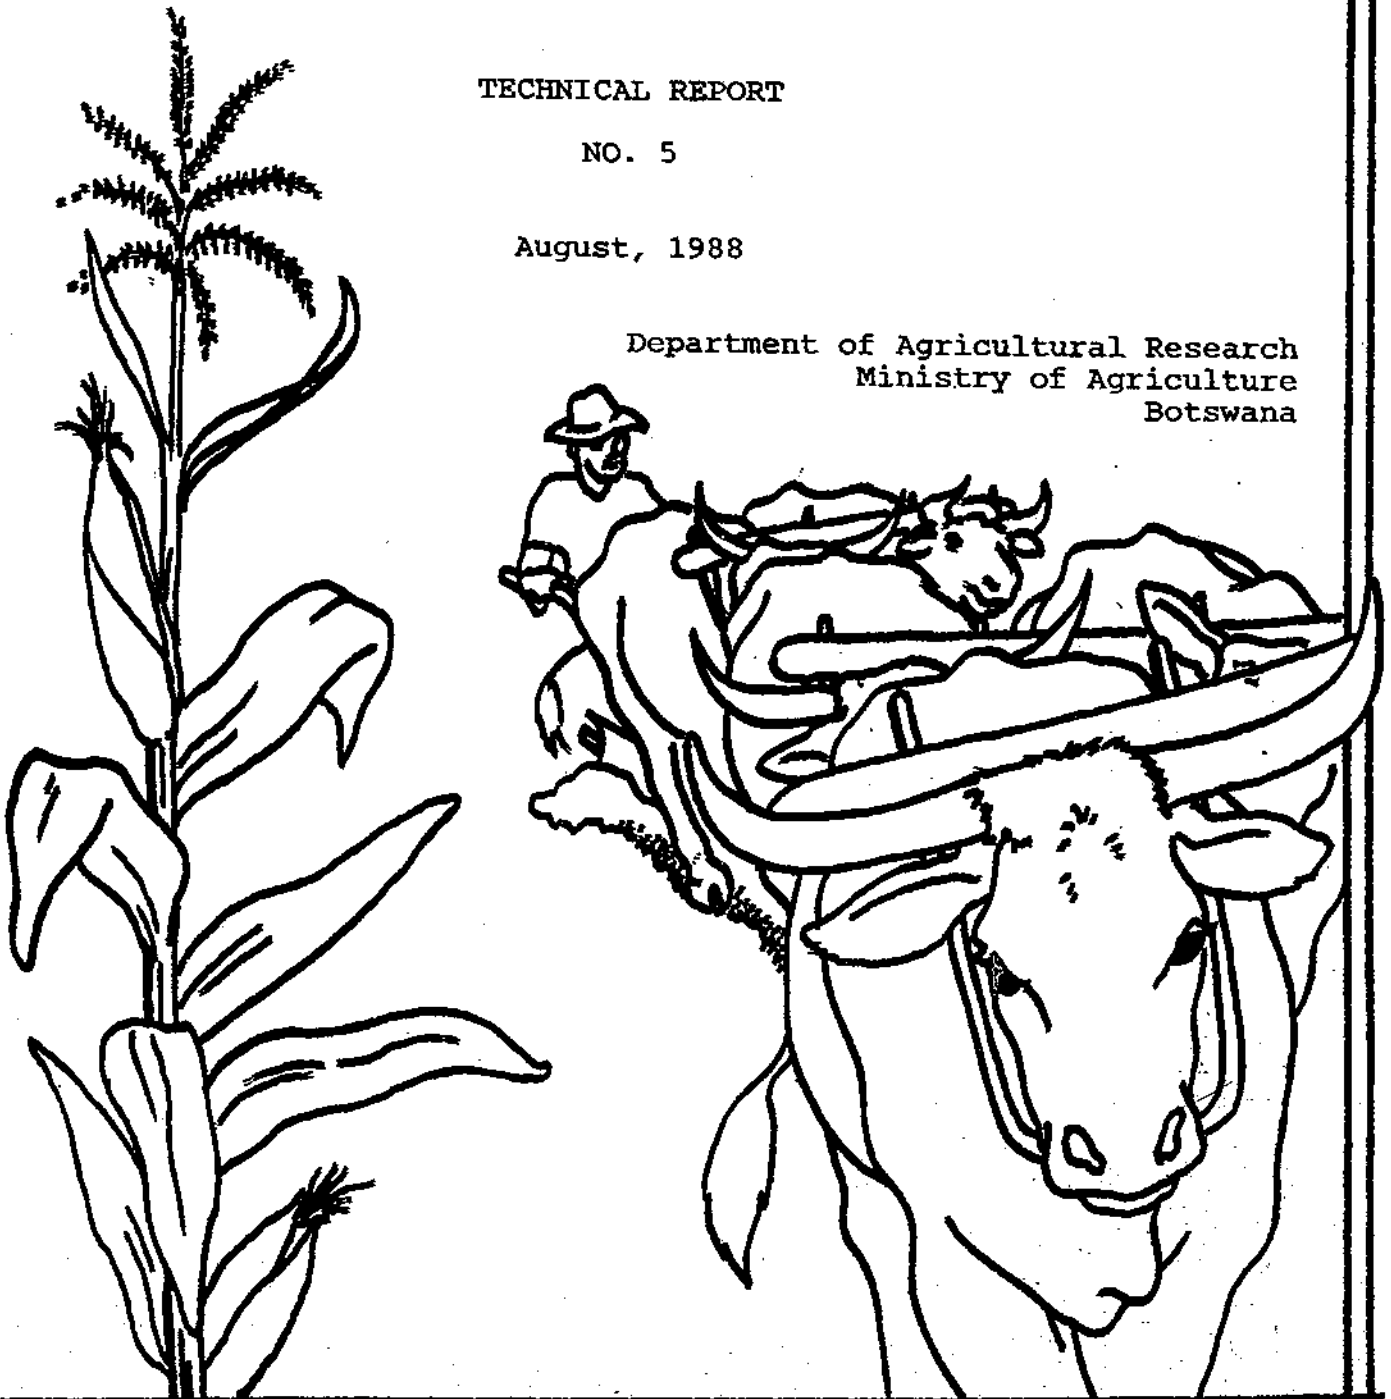 TECHNICAL REPORT
NO. 5
August, 1988
Department of Agricultural Research
Ministry of Agriculture
Botswana